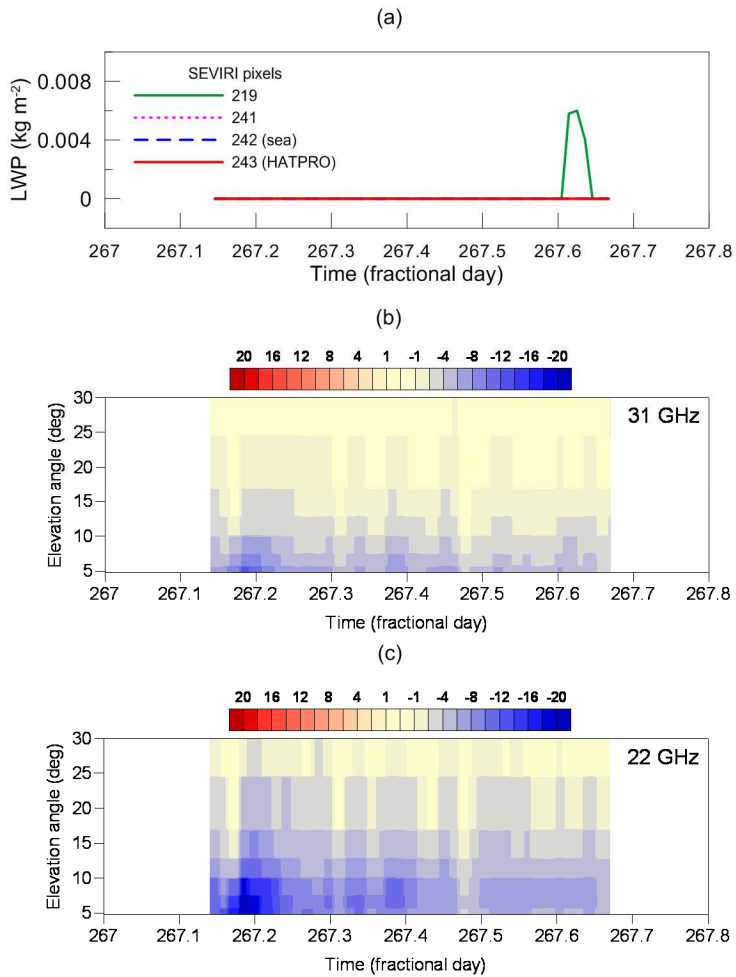 (a)
SEVIRI pixels
219
241
242 (sea)
243 (HATPRO)
LWP (kg m-2)
0.008
0.004
0
267 267.1 267.2 267.3 267.4 267.5 267.6 267.7 267.8
Time (fractional day)
(b)
20 16 12 8 4 1 -1 -4 -8 -12 -16 -20
31 GHz
Elevation angle (deg)
30
25
20
15
10
5
267 267.1 267.2 267.3 267.4 267.5 267.6 267.7 267.8
Time (fractional day)
(c)
20 16 12 8 4 1 -1 -4 -8 -12 -16 -20
22 GHz
Elevation angle (deg)
30
25
20
15
10
5
267 267.1 267.2 267.3 267.4 267.5 267.6 267.7 267.8
Time (fractional day)